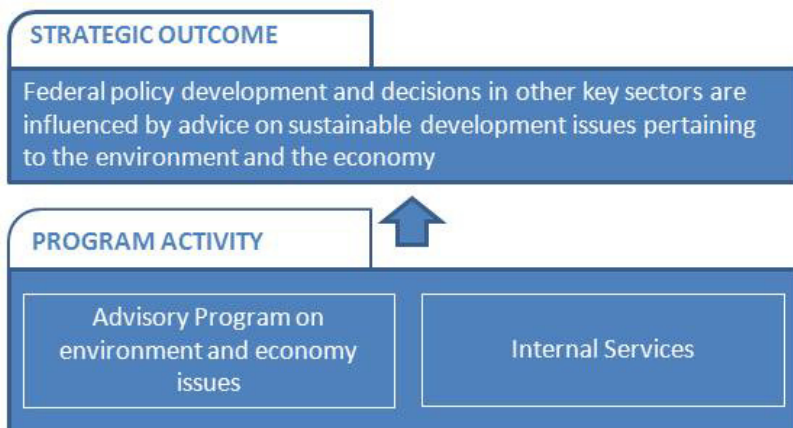 STRATEGIC OUTCOME
Federal policy development and decisions in other key sectors are
influenced by advice on sustainable development issues pertaining
to the environment and the economy
PROGRAM ACTIVITY
Advisory Program on
environment and economy
issues
Internal Services